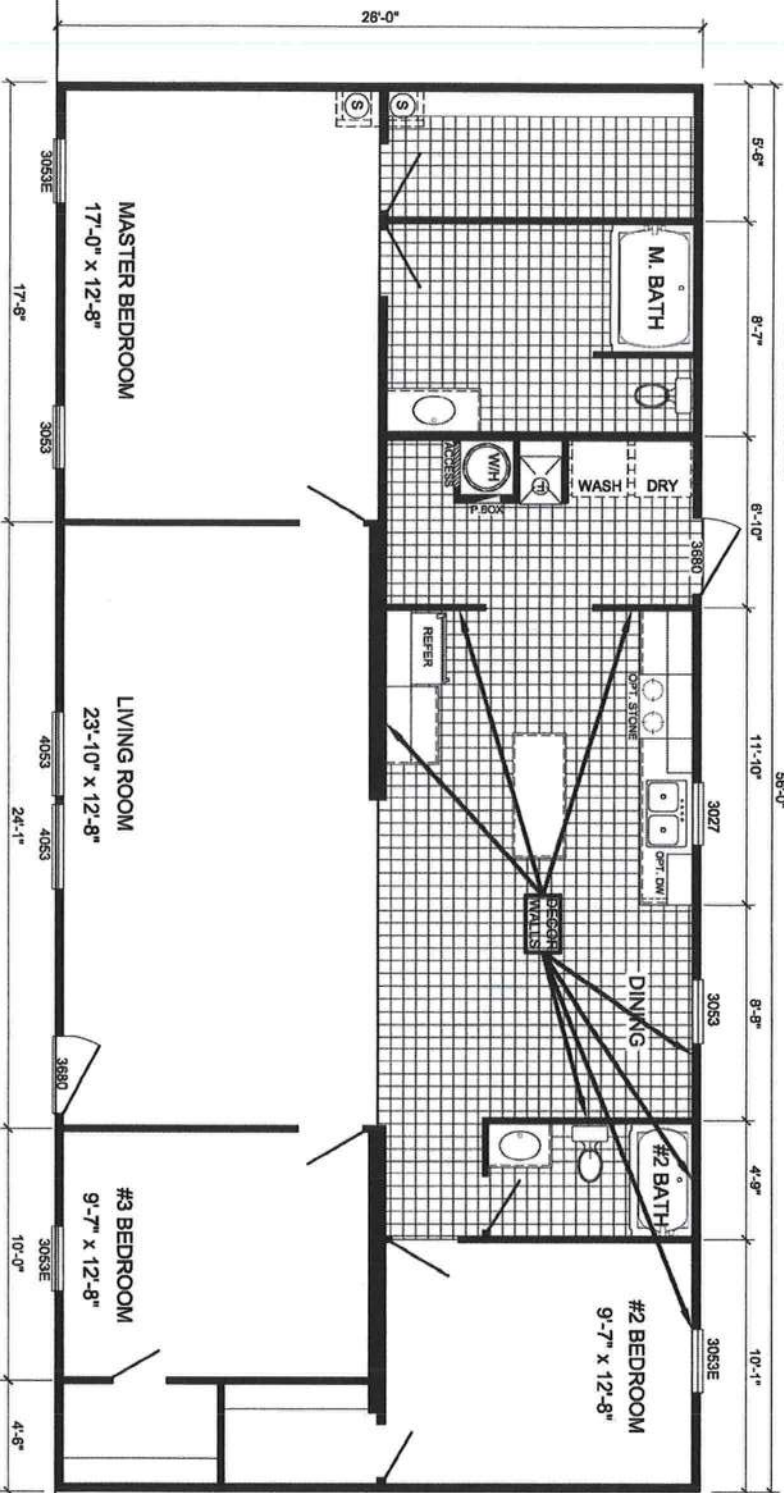 26'-0"
56'-0"
5'-6"
8'-7"
6'-10"
11'-10"
8'-8"
4'-9"
10'-1"
S
S
M. BATH
W/H
ACCESS
P.BOX
F
WASH
DRY
3680
REFER
OPT. STONE
3027
OPT. DW
DECOR
WALLS
DINING
3053
#2 BATH
3053E
#2 BEDROOM
9'-7" x 12'-8"
MASTER BEDROOM
17'-0" x 12'-8"
3053E
3053
LIVING ROOM
23'-10" x 12'-8"
4053
4053
3680
#3 BEDROOM
9'-7" x 12'-8"
3053E
17'-6"
24'-1"
10'-0"
4'-6"